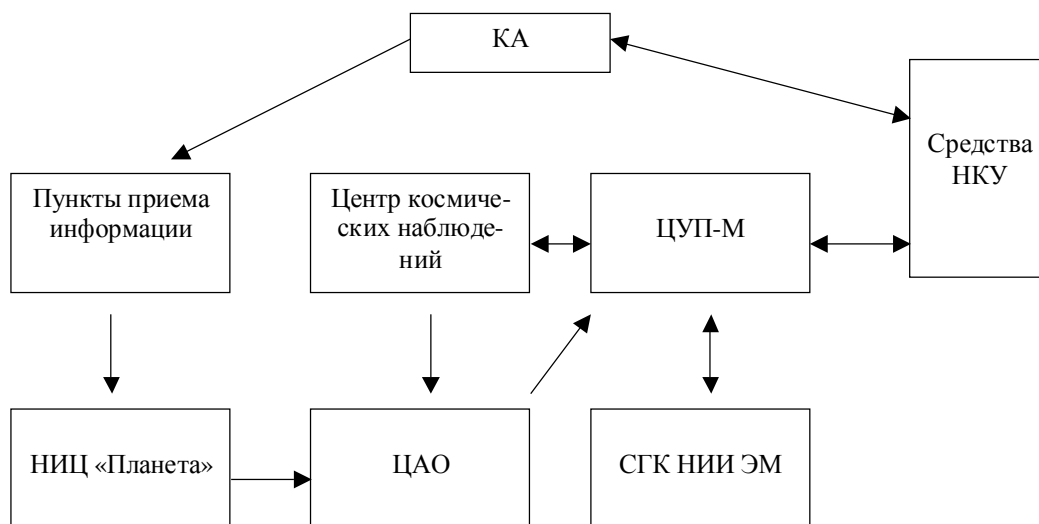 КА
Средства
НКУ
Пункты приема
информации
Центр космиче-
ских наблюде-
ний
ЦУП-М
НИЦ «Планета»
ЦАО
СГК НИИ ЭМ